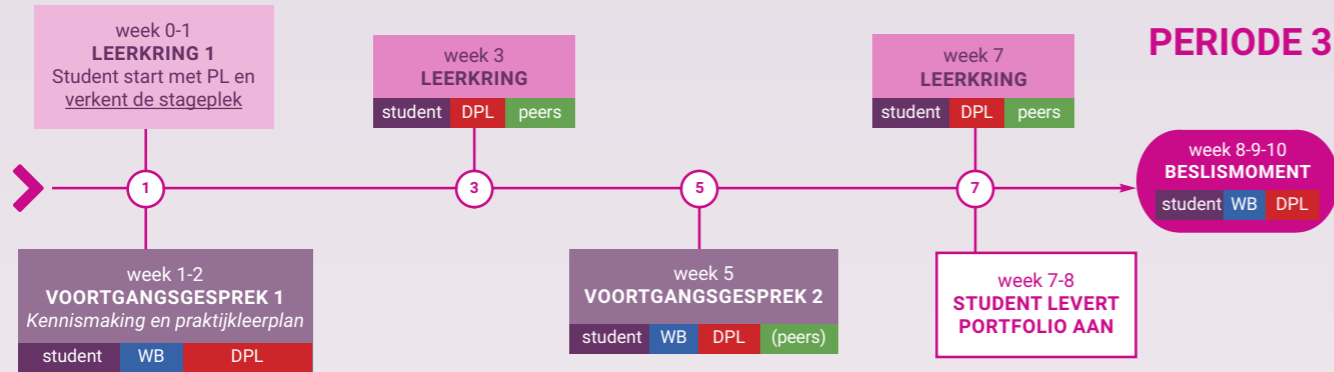 PERIODE 3
week 0-1
LEERKRING 1
Student start met PL en
verkent de stageplek
week 3
LEERKRING
student DPL peers
week 7
LEERKRING
student DPL peers
week 8-9-10
BESLISMOMENT
student WB DPL
1
3
5
7
week 1-2
VOORTGANGSGESPREK 1
Kennismaking en praktijkleerplan
student WB DPL
week 5
VOORTGANGSGESPREK 2
student WB DPL (peers)
week 7-8
STUDENT LEVERT
PORTFOLIO AAN